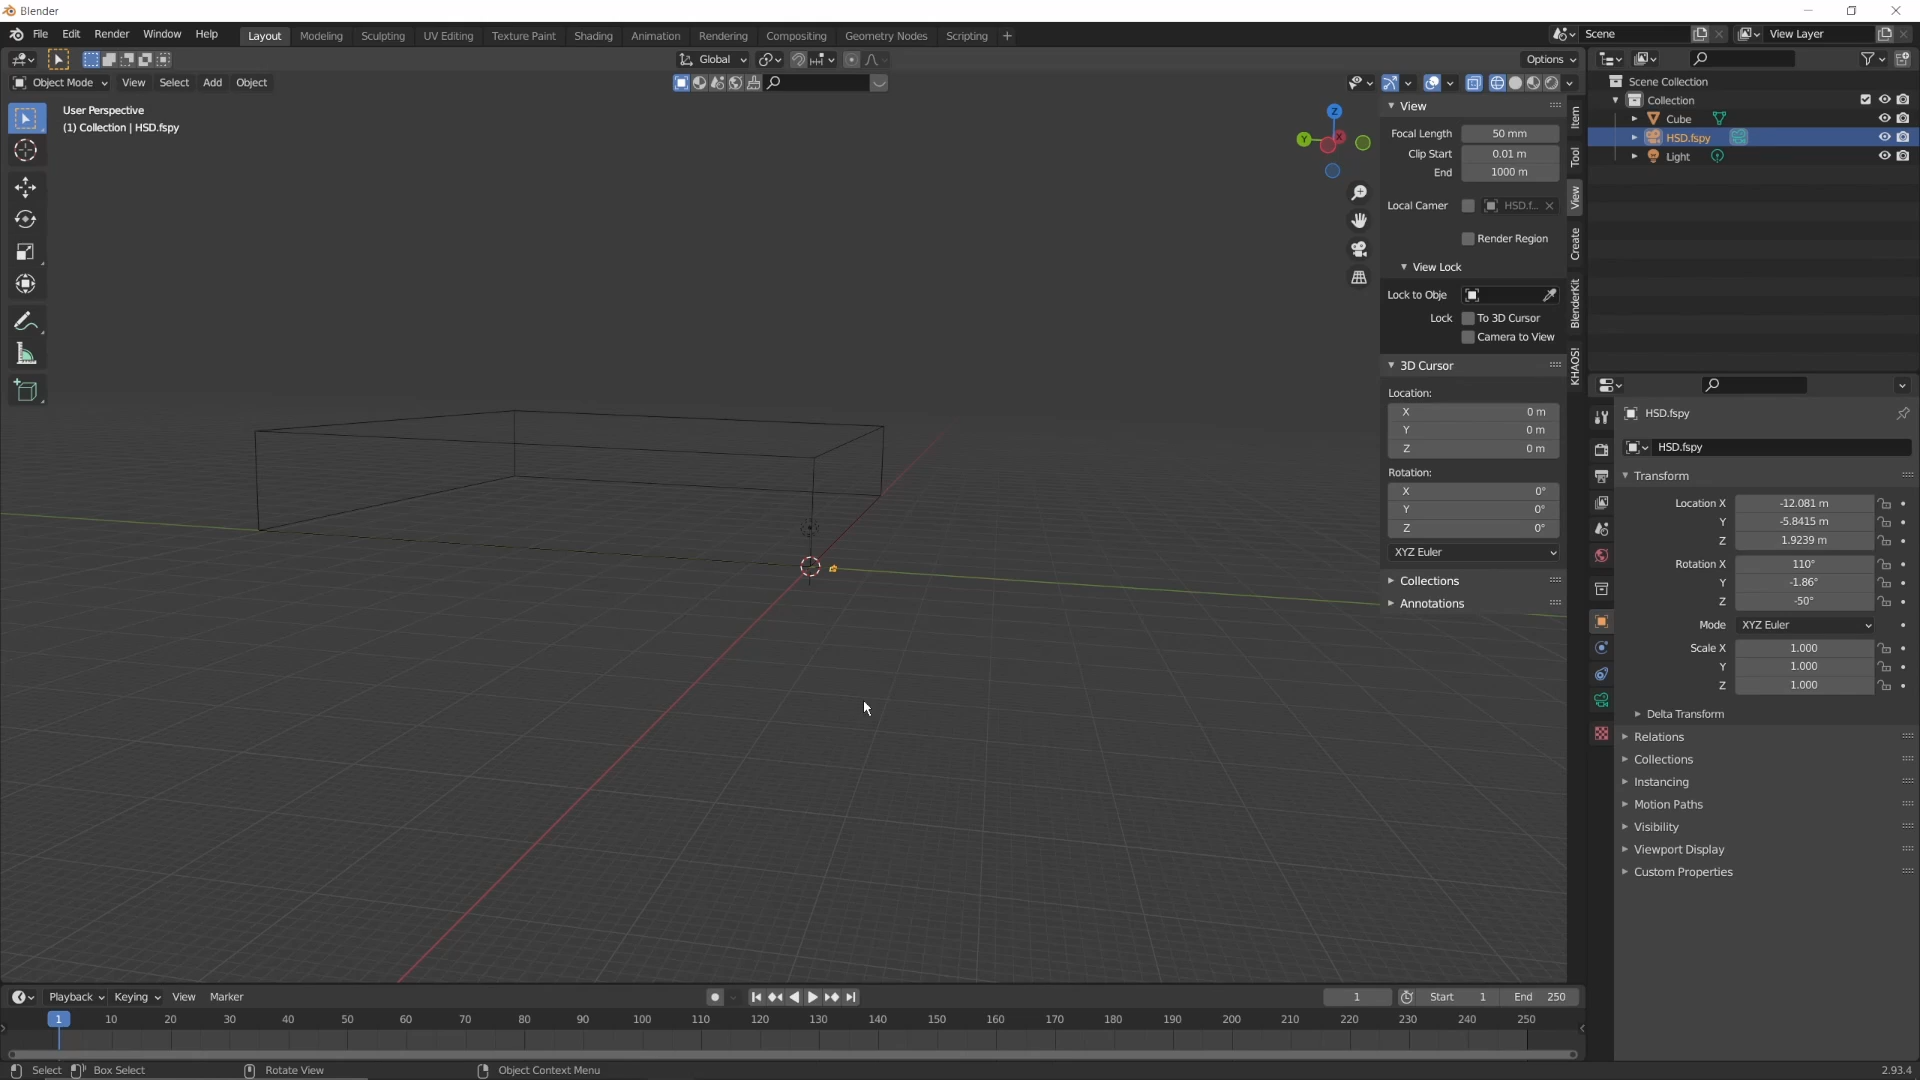 Blender
File Edit Render Window Help Layout Modeling Sculpting UV Editing Texture Paint Shading Animation Rendering Compositing Geometry Nodes Scripting + Scene View Layer
Global Options
Object Mode View Select Add Object
User Perspective
(1) Collection | HSD.fspy
Z
Y
X
View
Focal Length 50 mm
Clip Start 0.01 m
End 1000 m
Local Camer HSD.f...
Render Region
View Lock
Lock to Obje
Lock To 3D Cursor
Camera to View
3D Cursor
Location:
X 0 m
Y 0 m
Z 0 m
Rotation:
X 0°
Y 0°
Z 0°
XYZ Euler
Collections
Annotations
Item
Tool
View
Create
BlenderKit
KHAOS!
Scene Collection
Collection
Cube
HSD.fspy
Light
HSD.fspy
HSD.fspy
Transform
Location X -12.081 m
Y -5.8415 m
Z 1.9239 m
Rotation X 110°
Y -1.86°
Z -50°
Mode XYZ Euler
Scale X 1.000
Y 1.000
Z 1.000
Delta Transform
Relations
Collections
Instancing
Motion Paths
Visibility
Viewport Display
Custom Properties
Playback Keying View Marker 1 Start 1 End 250
1 10 20 30 40 50 60 70 80 90 100 110 120 130 140 150 160 170 180 190 200 210 220 230 240 250
Select Box Select Rotate View Object Context Menu 2.93.4